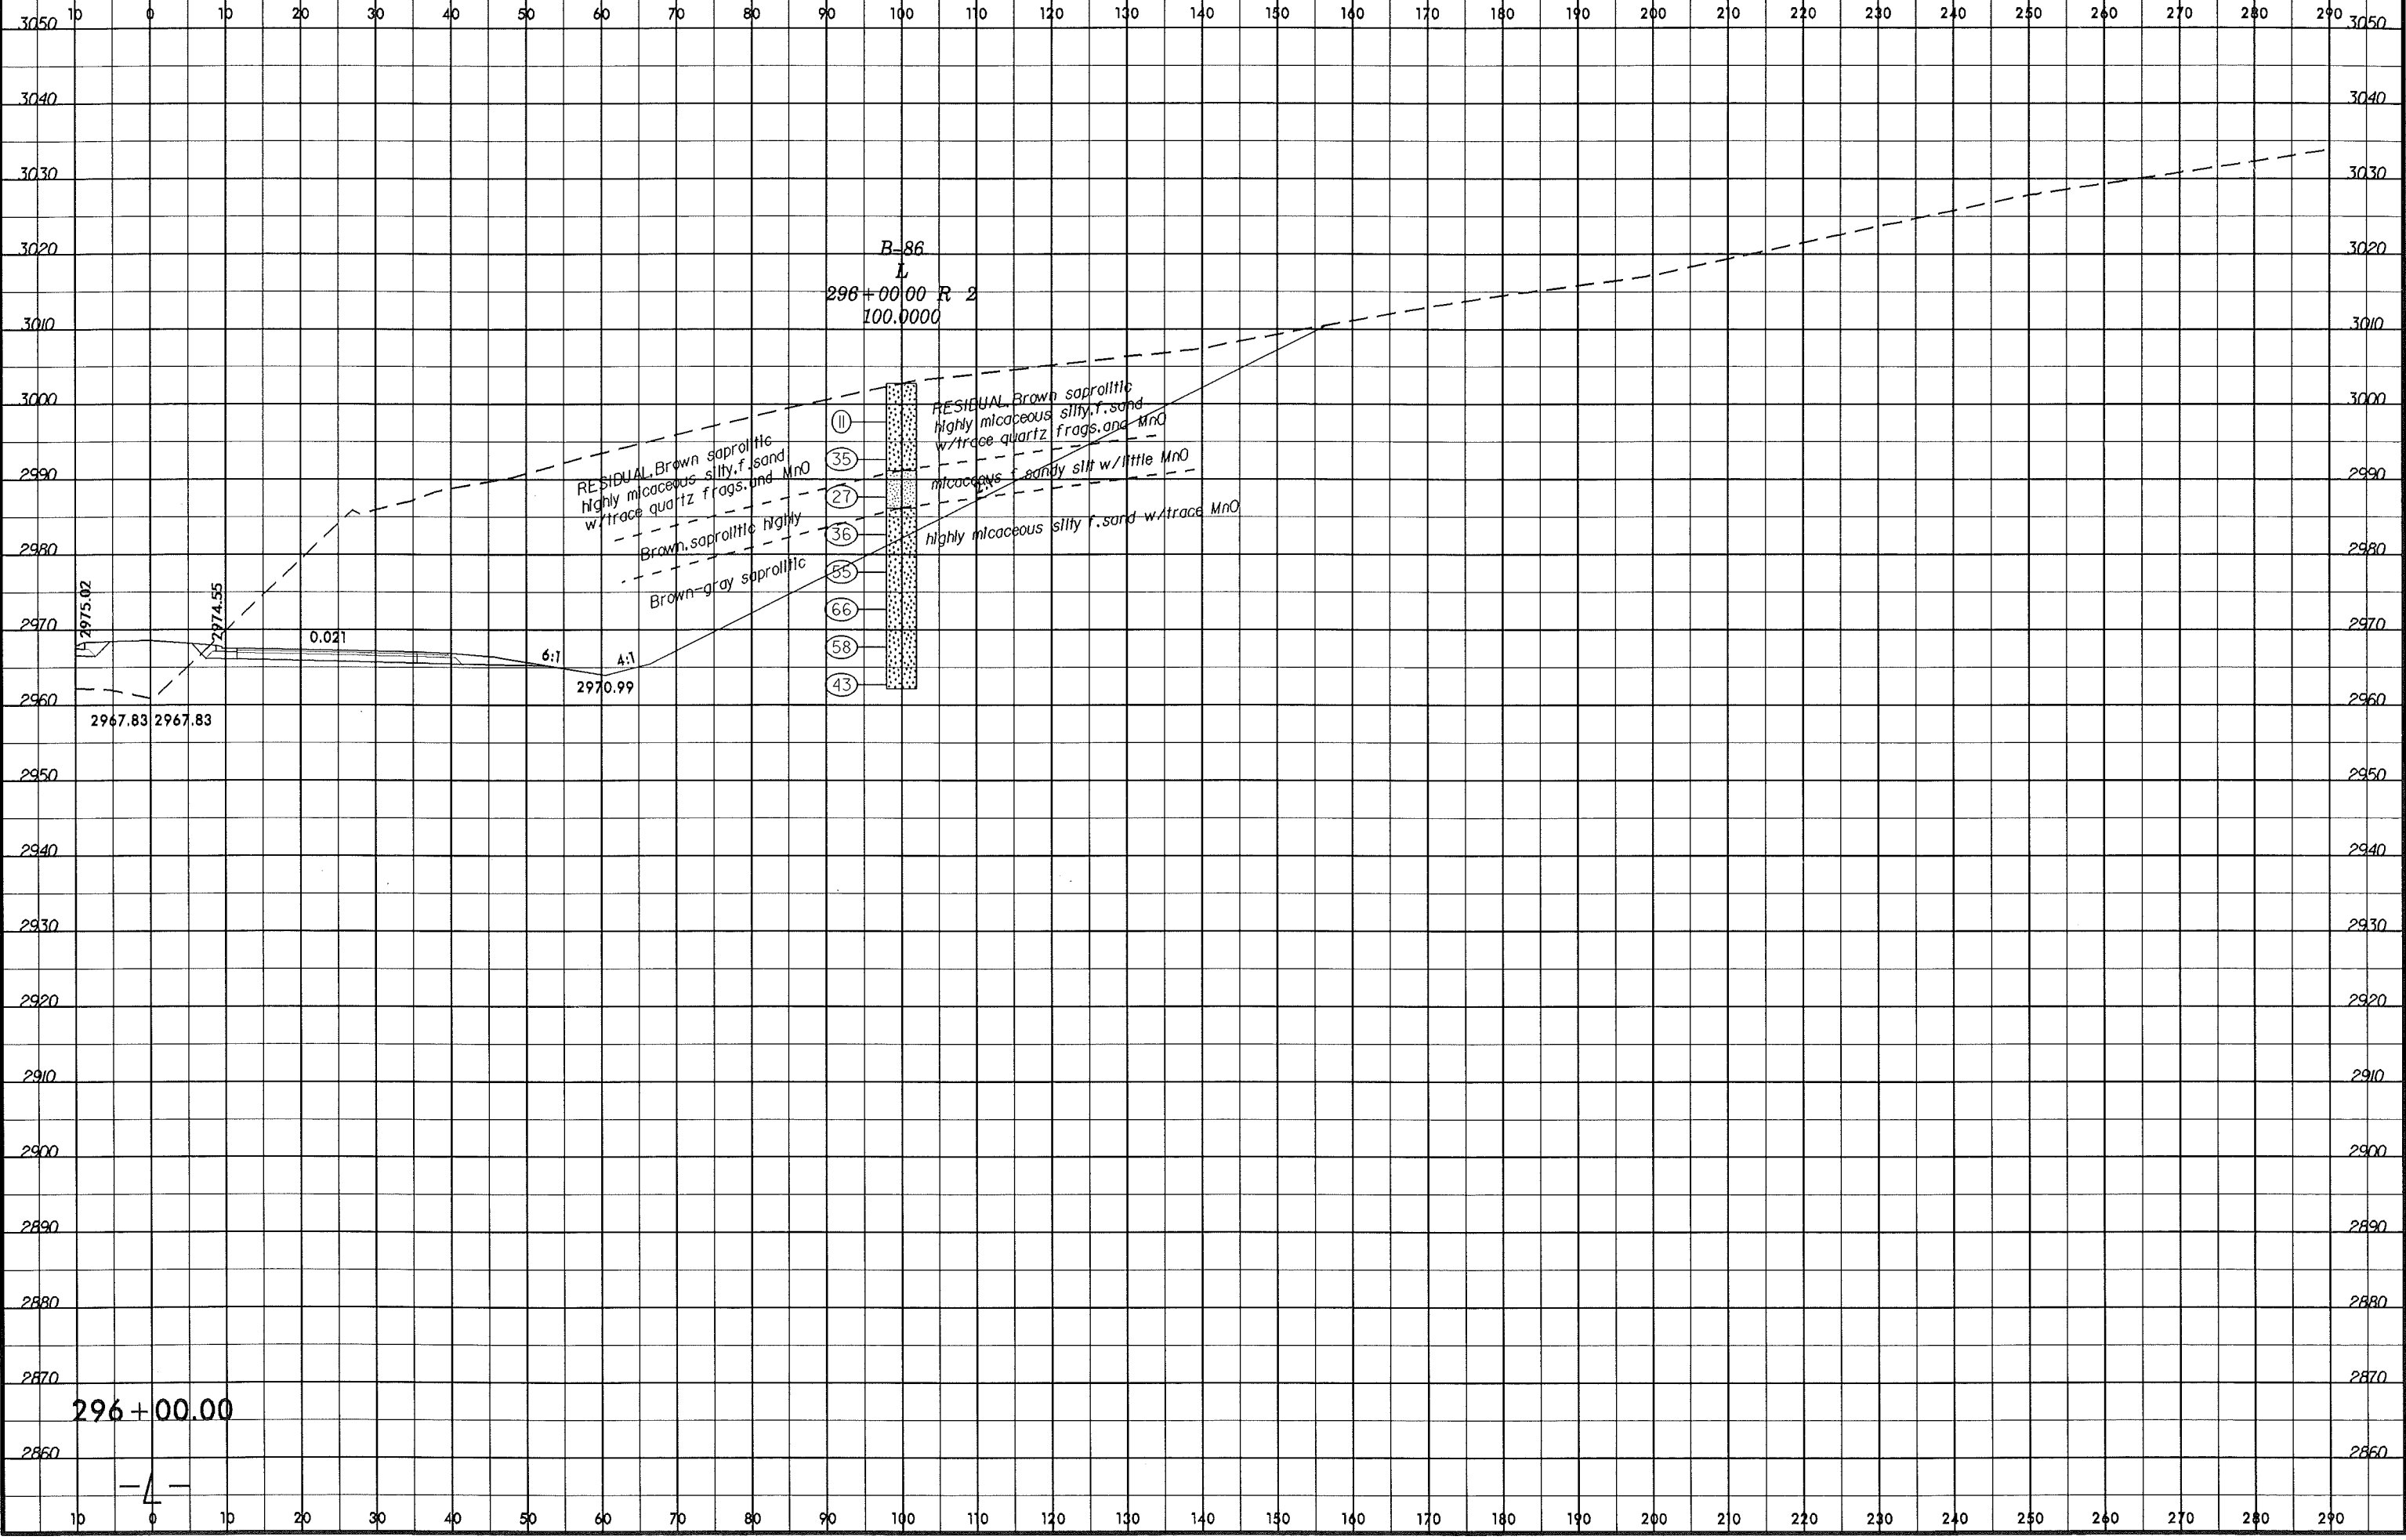 10 0 10 20 30 40 50 60 70 80 90 100 110 120 130 140 150 160 170 180 190 200 210 220 230 240 250 260 270 280 290
3050 3050
3040 3040
3030 3030
3020 3020
B-86
L
296+00.00 R 2
100.0000
3010 3010
3000 3000
RESIDUAL, Brown saprolitic
highly micaceous silty, f. sand
w/trace quartz frags. and MnO
11
RESIDUAL, Brown saprolitic
highly micaceous silty, f. sand
w/trace quartz frags. and MnO
35
micaceous f. sandy silt w/little MnO
2990 2990
27
Brown, saprolitic highly
36
highly micaceous silty f. sand w/trace MnO
2980 2980
Brown-gray saprolitic
55
2975.02
2974.55
66
2970 2970
0.021
6:1
4:1
58
2970.99
43
2960 2960
2967.83 2967.83
2950 2950
2940 2940
2930 2930
2920 2920
2910 2910
2900 2900
2890 2890
2880 2880
2870 2870
296+00.00
2860 2860
-L-
10 0 10 20 30 40 50 60 70 80 90 100 110 120 130 140 150 160 170 180 190 200 210 220 230 240 250 260 270 280 290